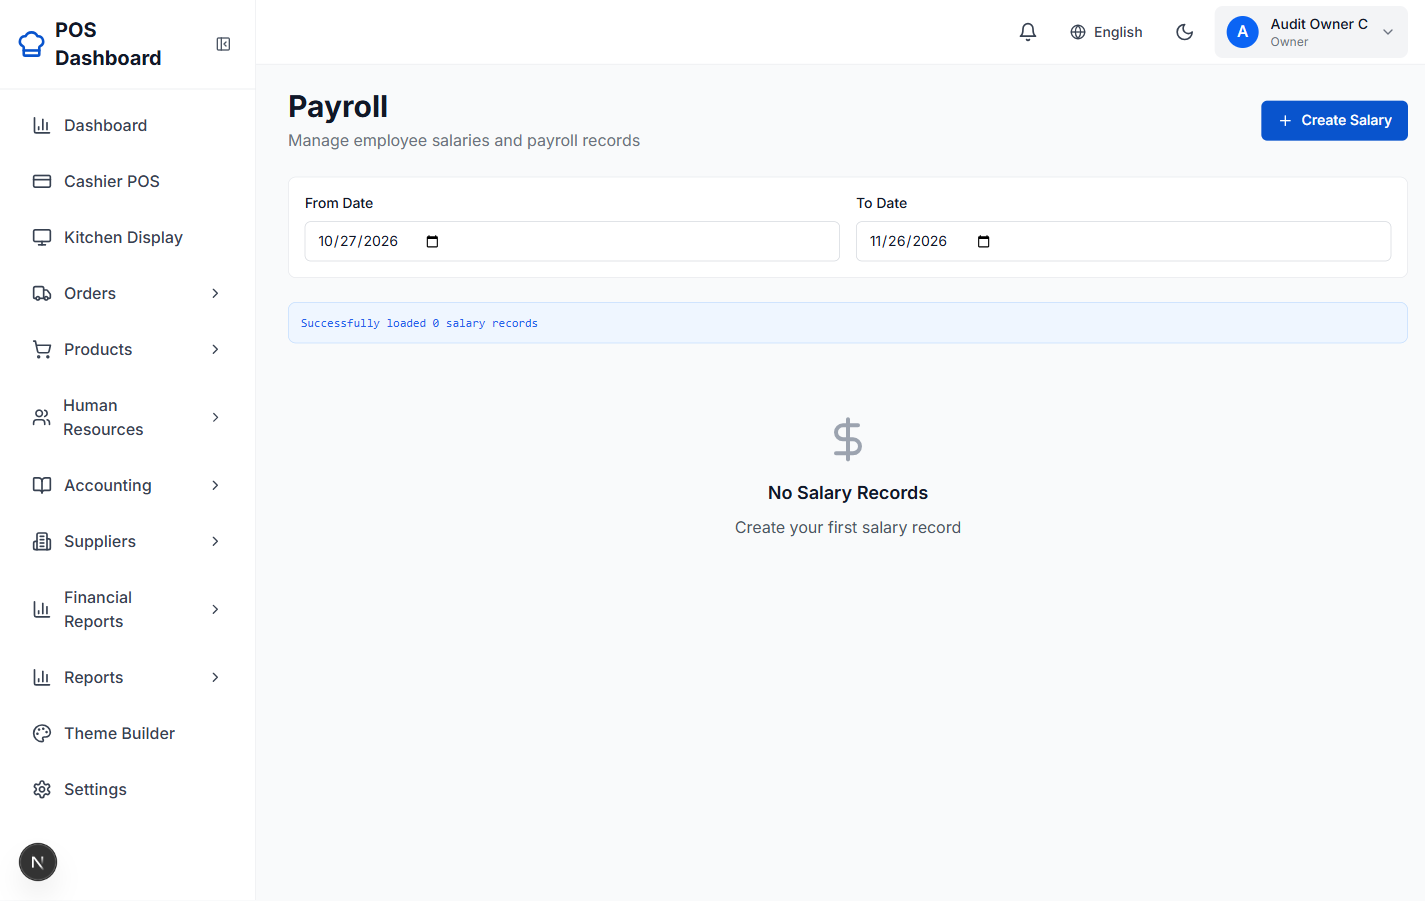 POS
Dashboard
English
A
Audit Owner C
Owner
Dashboard
Cashier POS
Kitchen Display
Orders
Products
Human
Resources
Accounting
Suppliers
Financial
Reports
Reports
Theme Builder
Settings
N
Payroll
Manage employee salaries and payroll records
+ Create Salary
From Date
10/27/2026
To Date
11/26/2026
Successfully loaded 0 salary records
$
No Salary Records
Create your first salary record